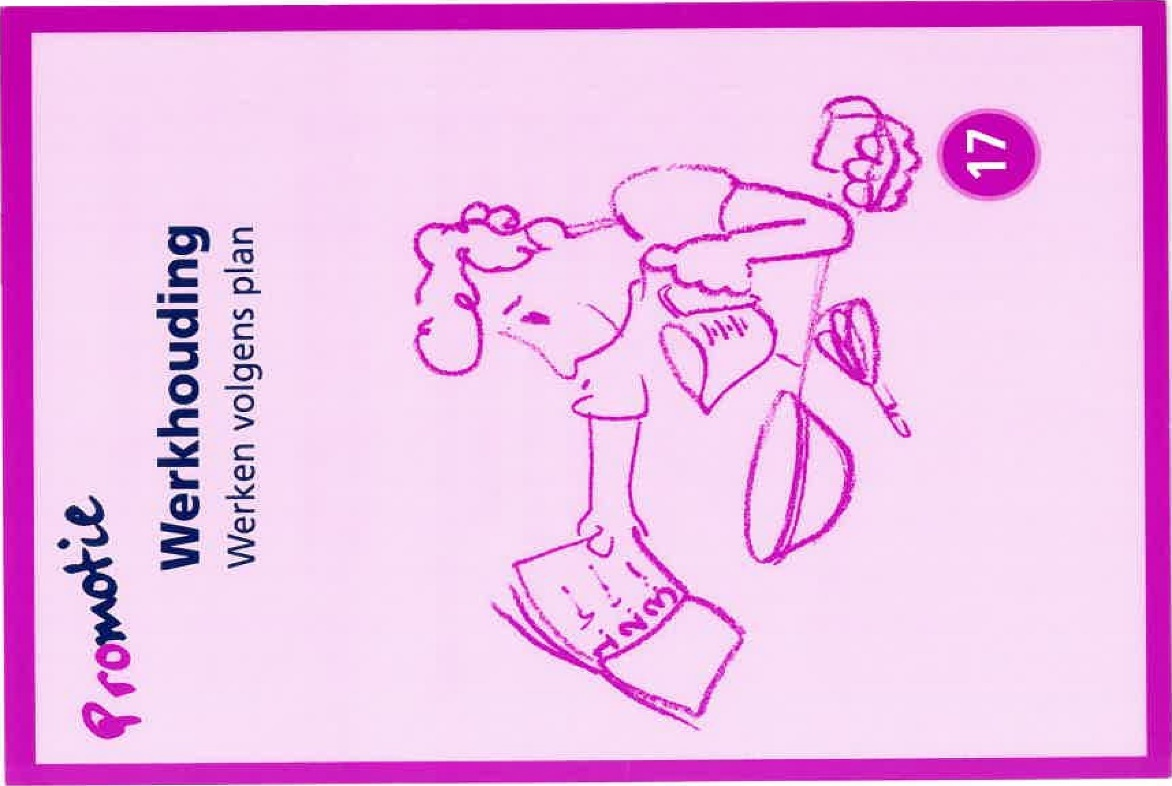 Promotie
Werkhouding
Werken volgens plan
17